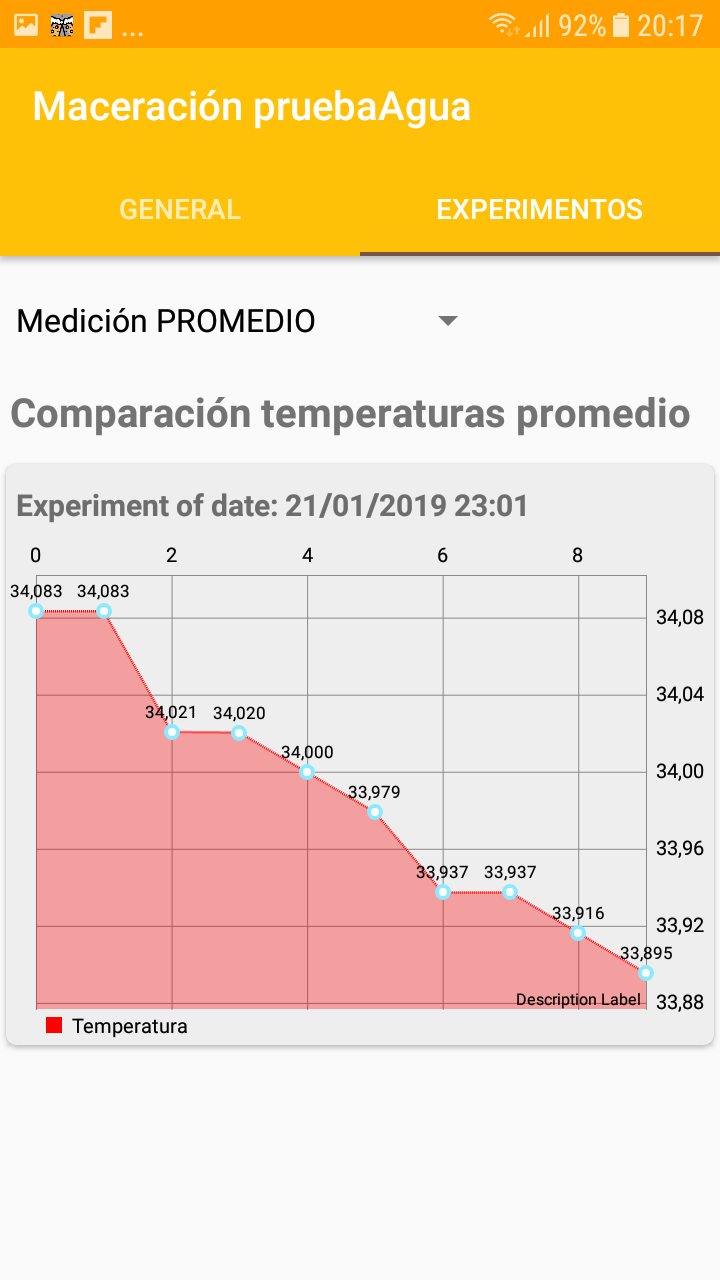 ... 92% 20:17
Maceración pruebaAgua
GENERAL EXPERIMENTOS
Medición PROMEDIO
Comparación temperaturas promedio
Experiment of date: 21/01/2019 23:01
0 2 4 6 8
34,083 34,083
34,08
34,04
34,021 34,020
34,000
34,00
33,979
33,96
33,937 33,937
33,916
33,92
33,895
Description Label 33,88
Temperatura